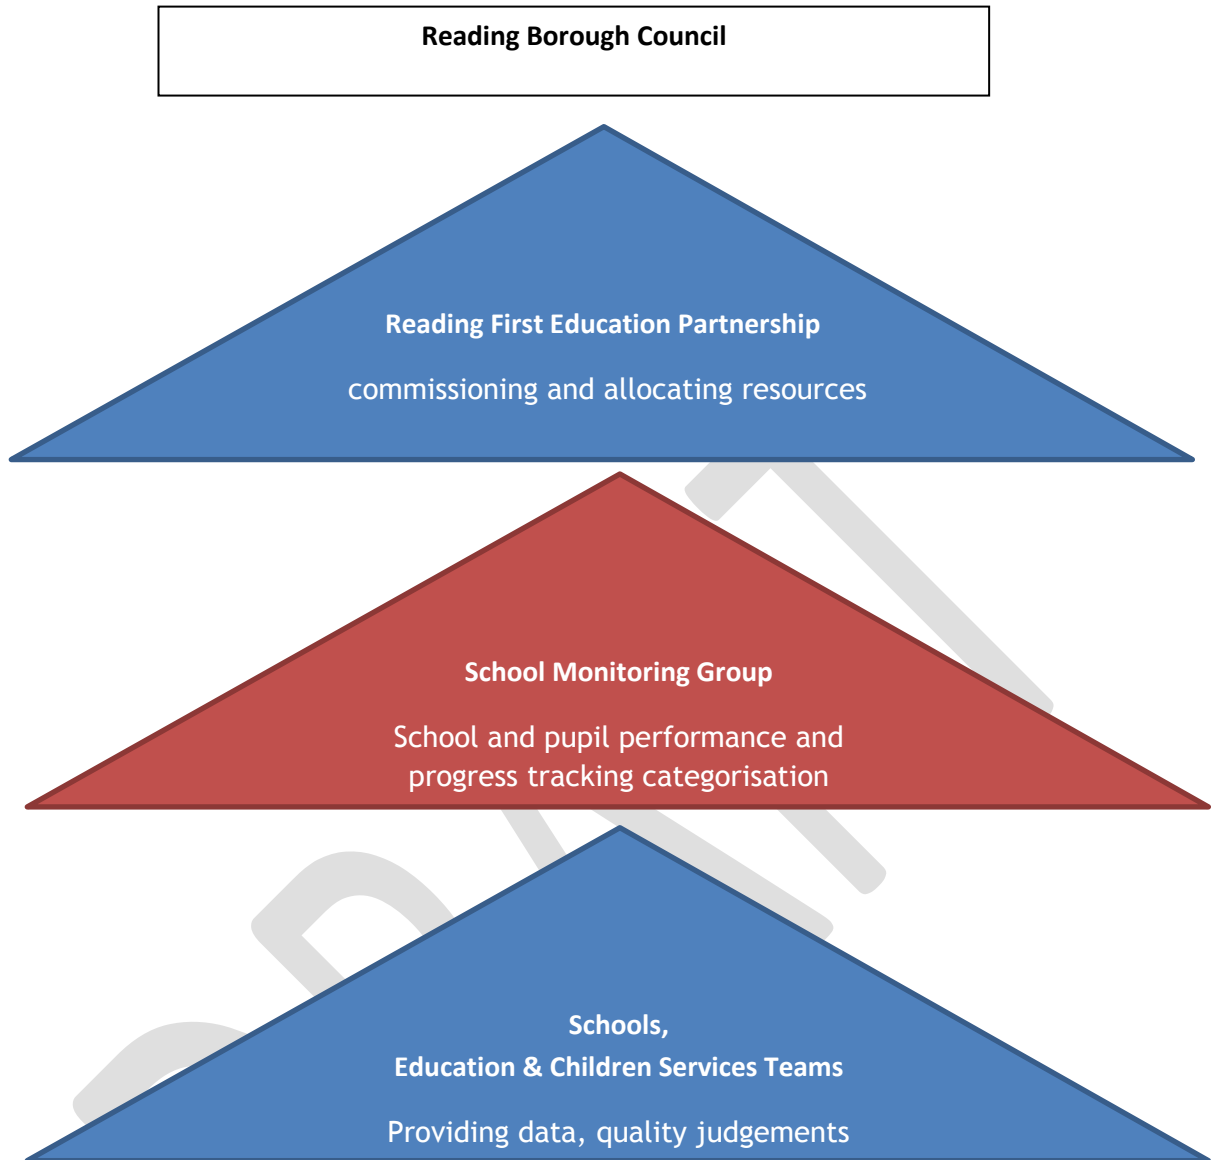 Reading Borough Council
Reading First Education Partnership
commissioning and allocating resources
School Monitoring Group
School and pupil performance and
progress tracking categorisation
Schools,
Education & Children Services Teams
Providing data, quality judgements